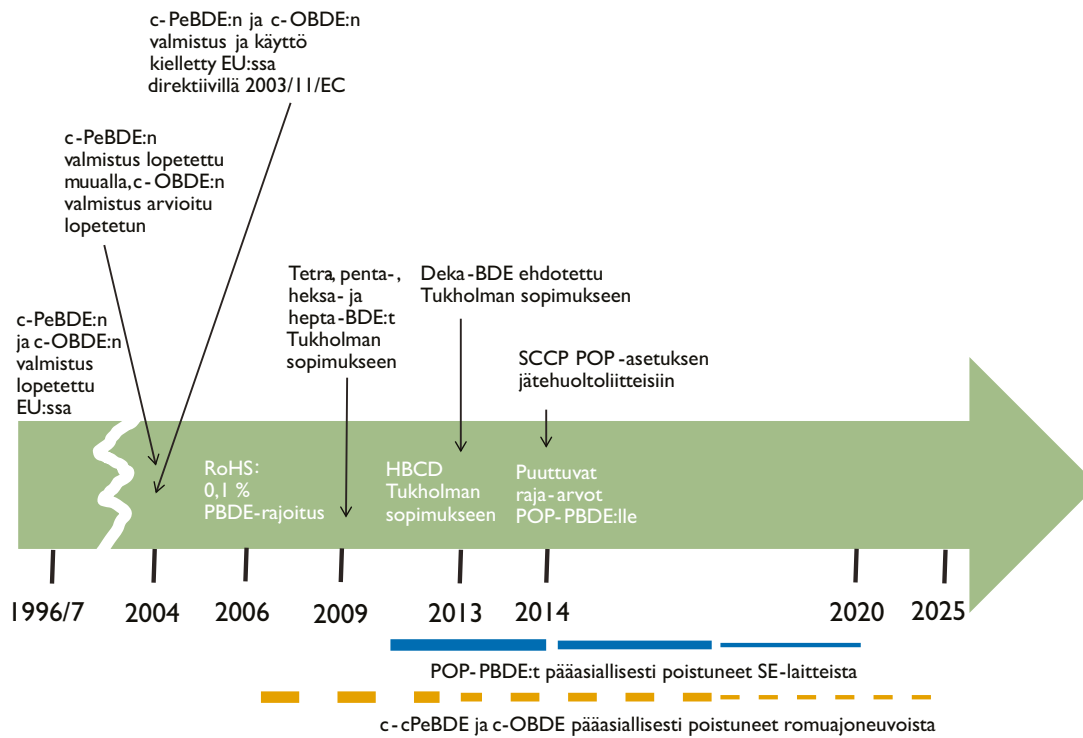 c-PeBDE:n ja c-OBDE:n
valmistus ja käyttö
kielletty EU:ssa
direktiivillä 2003/11/EC
c-PeBDE:n
valmistus lopetettu
muualla, c-OBDE:n
valmistus arvioitu
lopetetun
c-PeBDE:n
ja c-OBDE:n
valmistus
lopetettu
EU:ssa
Tetra, penta-,
heksa- ja
hepta-BDE:t
Tukholman
sopimukseen
Deka-BDE ehdotettu
Tukholman sopimukseen
SCCP POP-asetuksen
jätehuoltoliitteisiin
RoHS:
0,1 %
PBDE-rajoitus
HBCD
Tukholman
sopimukseen
Puuttuvat
raja-arvot
POP-PBDE:lle
1996/7
2004
2006
2009
2013
2014
2020
2025
POP-PBDE:t pääasiallisesti poistuneet SE-laitteista
c-cPeBDE ja c-OBDE pääasiallisesti poistuneet romuajoneuvoista